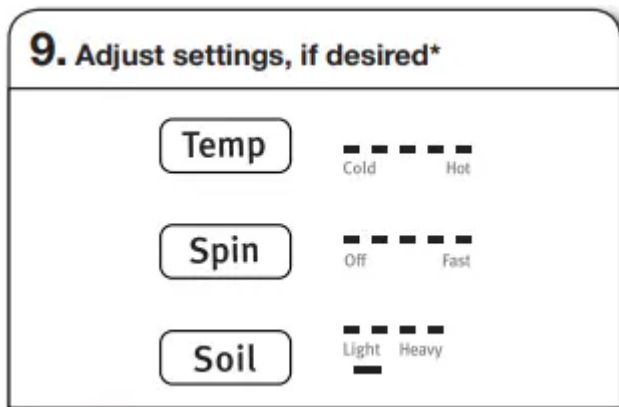 9. Adjust settings, if desired*
Temp
Cold Hot
Spin
Off Fast
Soil
Light Heavy